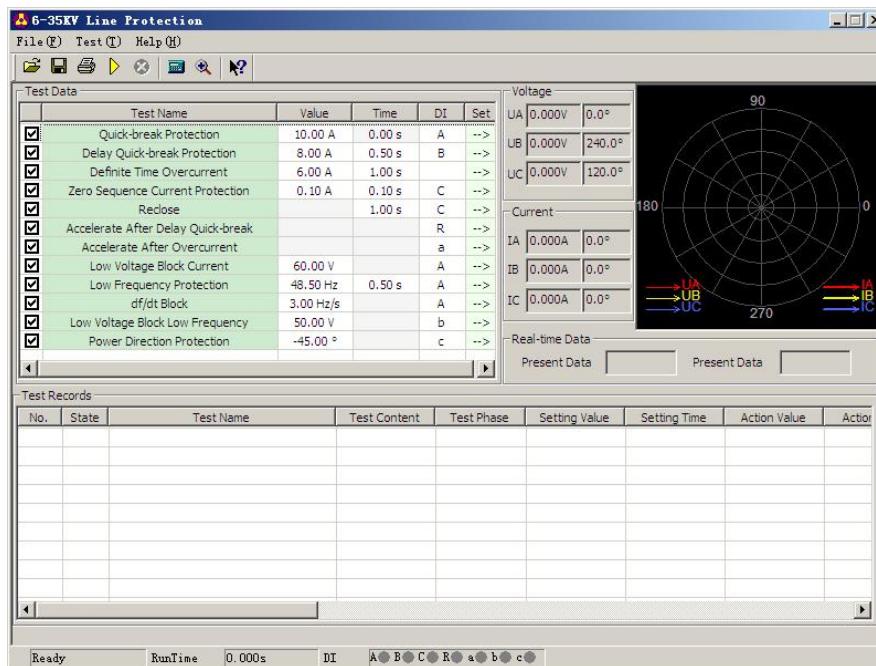 6-35KV Line Protection
File(F) Test(T) Help(H)
Test Data
Test Name Value Time DI Set
Quick-break Protection 10.00 A 0.00 s A -->
Delay Quick-break Protection 8.00 A 0.50 s B -->
Definite Time Overcurrent 6.00 A 1.00 s -->
Zero Sequence Current Protection 0.10 A 0.10 s C -->
Reclose 1.00 s C -->
Accelerate After Delay Quick-break R -->
Accelerate After Overcurrent a -->
Low Voltage Block Current 60.00 V A -->
Low Frequency Protection 48.50 Hz 0.50 s A -->
df/dt Block 3.00 Hz/s A -->
Low Voltage Block Low Frequency 50.00 V b -->
Power Direction Protection -45.00 ° c -->
Voltage
UA 0.000V 0.0°
UB 0.000V 240.0°
UC 0.000V 120.0°
Current
IA 0.000A 0.0°
IB 0.000A 0.0°
IC 0.000A 0.0°
90
180 0
270
UA IA
UB IB
UC IC
Real-time Data
Present Data Present Data
Test Records
No. State Test Name Test Content Test Phase Setting Value Setting Time Action Value Action
Ready RunTime 0.000s DI A B C R a b c